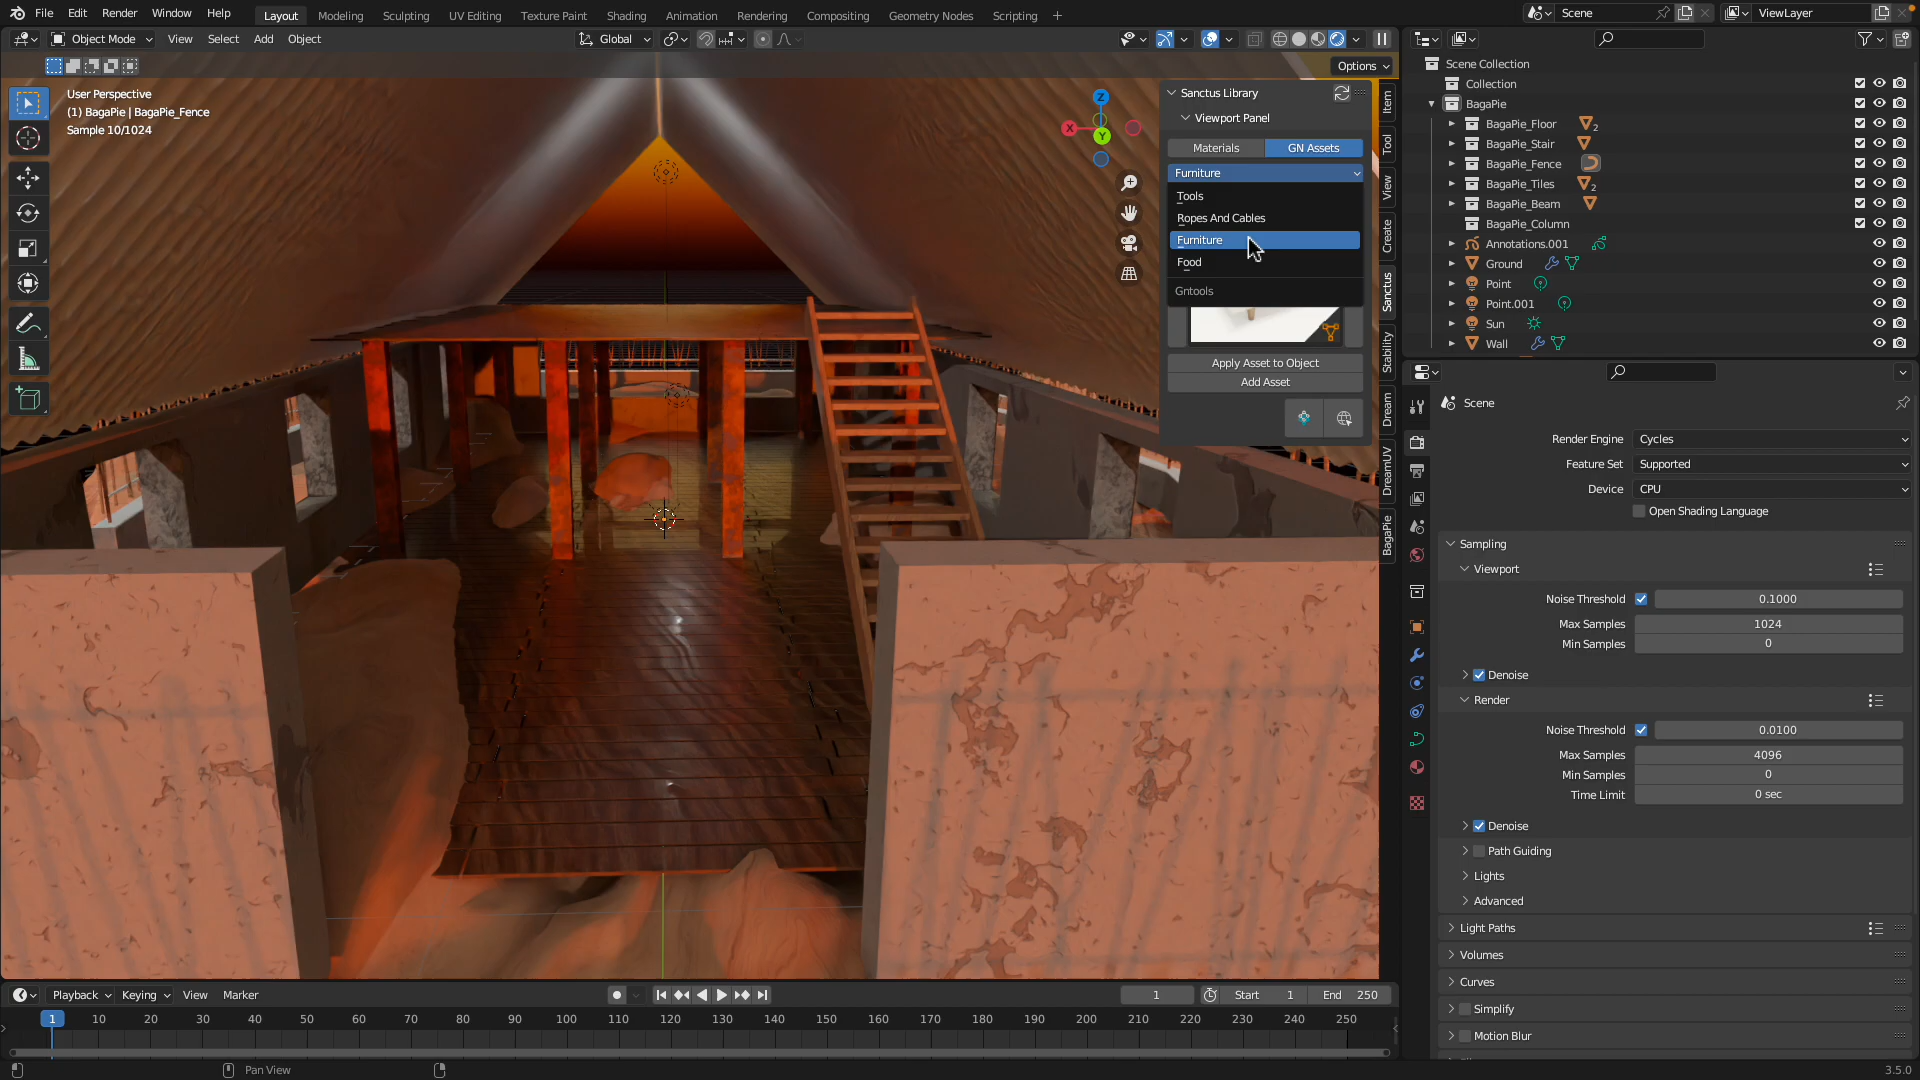 File Edit Render Window Help Layout Modeling Sculpting UV Editing Texture Paint Shading Animation Rendering Compositing Geometry Nodes Scripting + Scene ViewLayer
Object Mode View Select Add Object Global
Options
User Perspective
(1) BagaPie | BagaPie_Fence
Sample 10/1024
Z
X
Y
Sanctus Library
Viewport Panel
Materials GN Assets
Furniture
Tools
Ropes And Cables
Furniture
Food
Gntools
Apply Asset to Object
Add Asset
Item
Tool
View
Create
Sanctus
Stability
Dream
DreamUV
BagaPie
Scene Collection
Collection
BagaPie
BagaPie_Floor 2
BagaPie_Stair
BagaPie_Fence
BagaPie_Tiles 2
BagaPie_Beam
BagaPie_Column
Annotations.001
Ground
Point
Point.001
Sun
Wall
Scene
Render Engine Cycles
Feature Set Supported
Device CPU
Open Shading Language
Sampling
Viewport
Noise Threshold 0.1000
Max Samples 1024
Min Samples 0
Denoise
Render
Noise Threshold 0.0100
Max Samples 4096
Min Samples 0
Time Limit 0 sec
Denoise
Path Guiding
Lights
Advanced
Light Paths
Volumes
Curves
Simplify
Motion Blur
Playback Keying View Marker 1 Start 1 End 250
1 10 20 30 40 50 60 70 80 90 100 110 120 130 140 150 160 170 180 190 200 210 220 230 240 250
Pan View 3.5.0